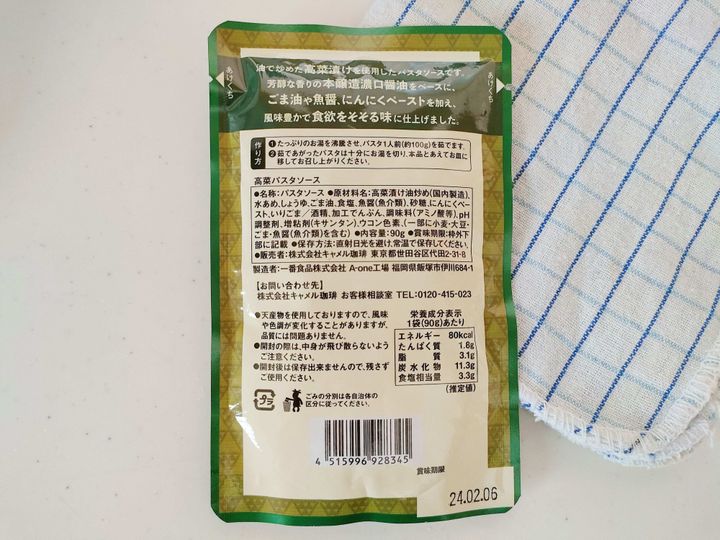 油で炒めた高菜漬けを使用したパスタソースです。
芳醇な香りの本醸造濃口醤油をベースに、
ごま油や魚醤、にんにくペーストを加え、
風味豊かで食欲をそそる味に仕上げました。
あけくち
あけくち
作り方
❶たっぷりのお湯を沸騰させ、パスタ1人前(約100g)を茹でます。
❷茹であがったパスタは十分にお湯を切り、本品とあえてお皿に
移してお召し上がりください。
高菜パスタソース
●名称:パスタソース ●原材料名:高菜漬け油炒め(国内製造)、
水あめ、しょうゆ、ごま油、食塩、魚醤(魚介類)、砂糖、にんにくペー
スト、いりごま/酒精、加工でんぷん、調味料(アミノ酸等)、pH
調整剤、増粘剤(キサンタン)、ウコン色素、(一部に小麦・大豆・
ごま・魚醤(魚介類)を含む) ●内容量:90g ●賞味期限:枠外下
部に記載 ●保存方法:直射日光を避け、常温で保存してください。
●販売者:株式会社キャメル珈琲 東京都世田谷区代田2-31-8
製造者:一番食品株式会社 A-one工場 福岡県飯塚市伊川684-1
【お問い合わせ先】
株式会社キャメル珈琲 お客様相談室 TEL:0120-415-023
●天産物を使用しておりますので、風味
や色調が変化することがありますが、
品質には問題ありません。
●開封の際は、中身が飛び散らないよう
ご注意ください。
●開封後は保存出来ませんので、残さず
ご使用ください。
栄養成分表示
1袋(90g)あたり
エネルギー 80kcal
たんぱく質 1.6g
脂質 3.1g
炭水化物 11.3g
食塩相当量 3.3g
(推定値)
プラ
ごみの分別は各自治体の
区分に従ってください。
4 515996 928345
賞味期限
24.02.06